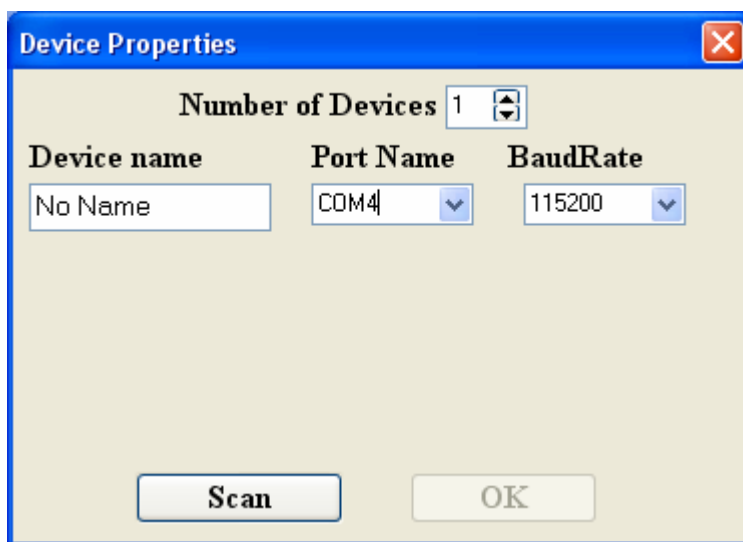 Device Properties
Number of Devices 1
Device name Port Name BaudRate
No Name COM4 115200
Scan OK